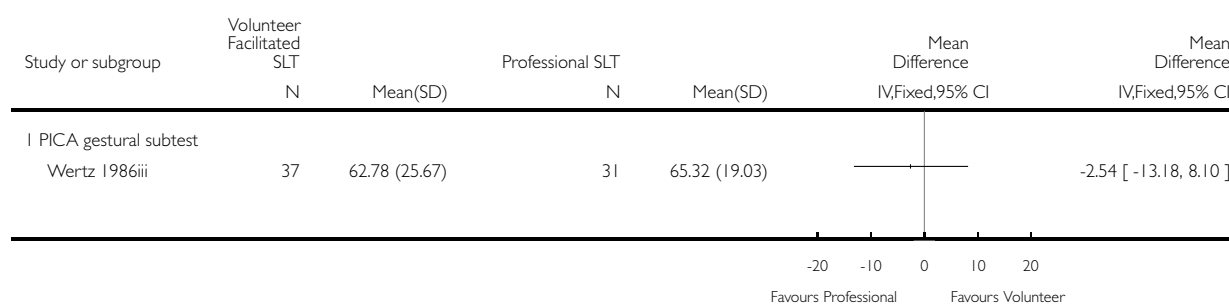 Volunteer
Facilitated
SLT
Study or subgroup
Professional SLT
Mean
Difference
Mean
Difference
N Mean(SD) N Mean(SD) IV,Fixed,95% CI IV,Fixed,95% CI
1 PICA gestural subtest
Wertz 1986iii 37 62.78 (25.67) 31 65.32 (19.03) -2.54 [ -13.18, 8.10 ]
-20 -10 0 10 20
Favours Professional Favours Volunteer